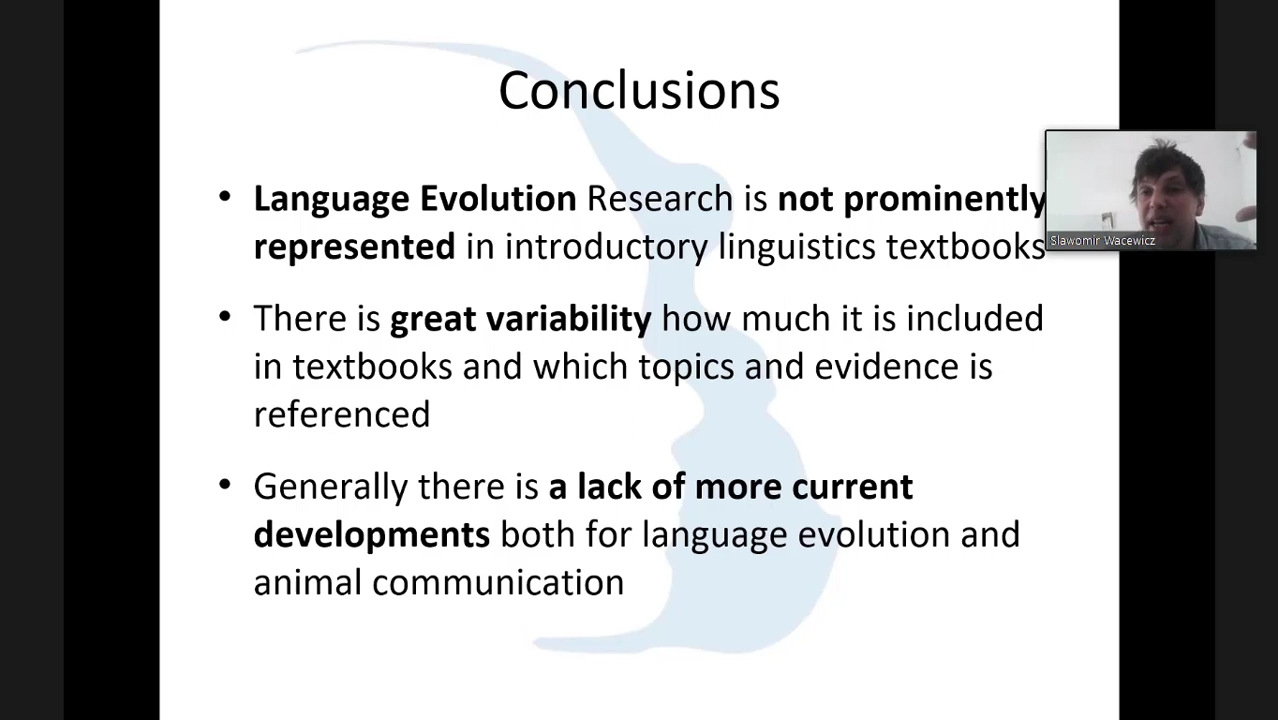 Conclusions
• Language Evolution Research is not prominently
represented in introductory linguistics textbooks
Slawomir Wacewicz
• There is great variability how much it is included
in textbooks and which topics and evidence is
referenced
• Generally there is a lack of more current
developments both for language evolution and
animal communication